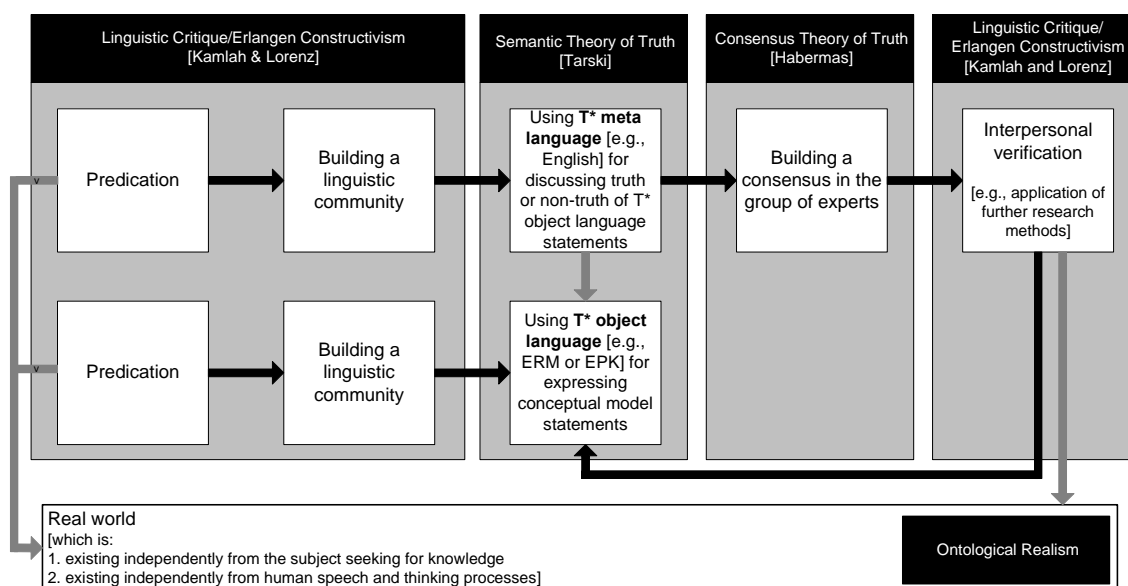 Linguistic Critique/Erlangen Constructivism
[Kamlah & Lorenz]
Semantic Theory of Truth
[Tarski]
Consensus Theory of Truth
[Habermas]
Linguistic Critique/
Erlangen Constructivism
[Kamlah and Lorenz]
Predication
Building a
linguistic
community
Using T* meta
language [e.g.,
English] for
discussing truth
or non-truth of T*
object language
statements
Building a
consensus in the
group of experts
Interpersonal
verification
[e.g., application of
further research
methods]
v
Predication
Building a
linguistic
community
Using T* object
language [e.g.,
ERM or EPK] for
expressing
conceptual model
statements
v
Real world
[which is:
1. existing independently from the subject seeking for knowledge
2. existing independently from human speech and thinking processes]
Ontological Realism